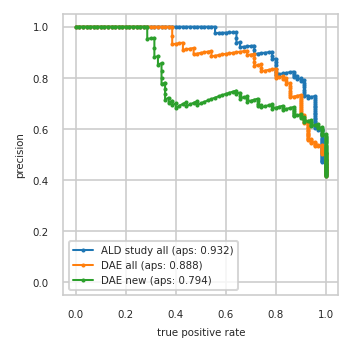 1.0
0.8
0.6
0.4
0.2
0.0
precision
ALD study all (aps: 0.932)
DAE all (aps: 0.888)
DAE new (aps: 0.794)
0.0 0.2 0.4 0.6 0.8 1.0
true positive rate